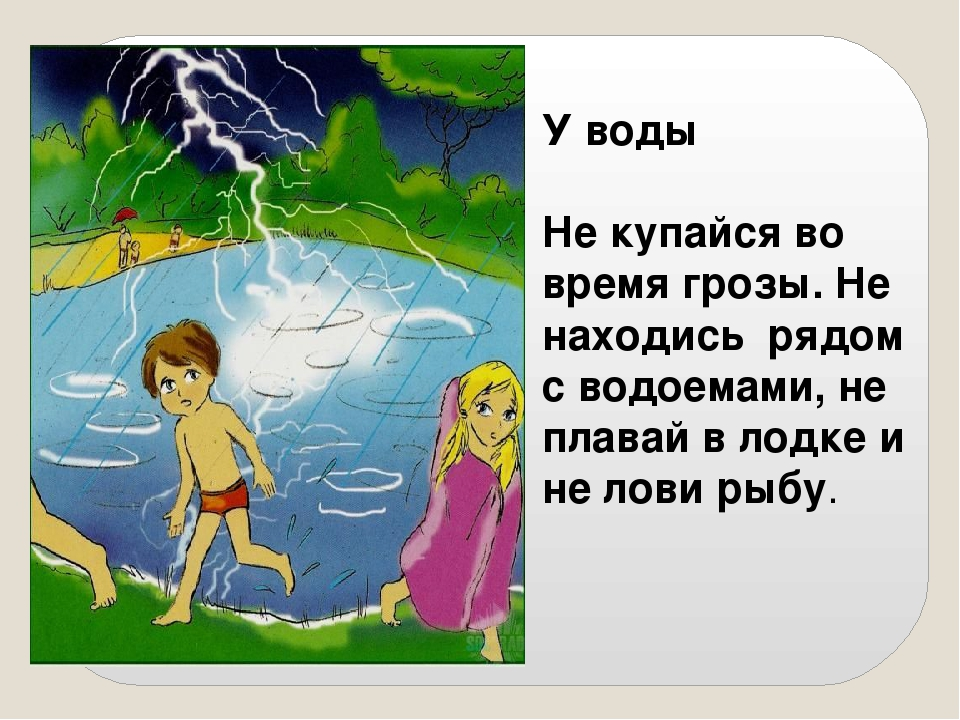 У воды
Не купайся во
время грозы. Не
находись  рядом
с водоемами, не
плавай в лодке и
не лови рыбу.